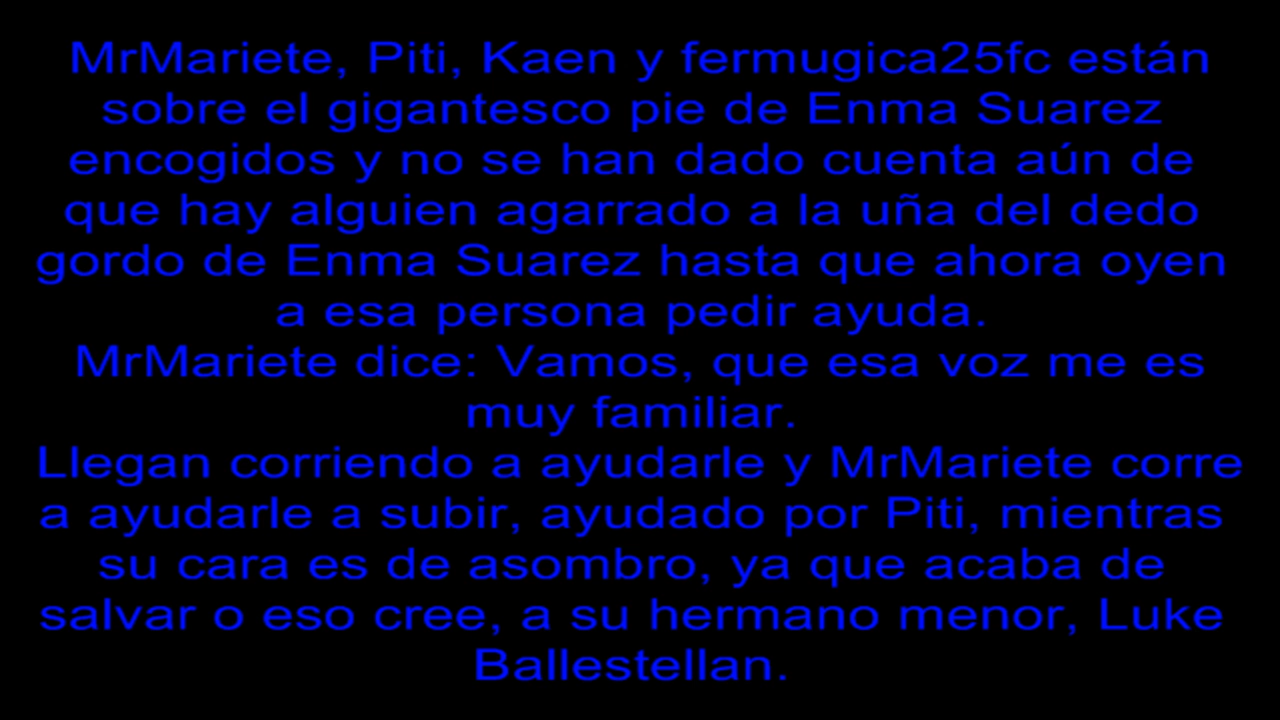 MrMariete, Piti, Kaen y fermugica25fc están
sobre el gigantesco pie de Enma Suarez
encogidos y no se han dado cuenta aún de
que hay alguien agarrado a la uña del dedo
gordo de Enma Suarez hasta que ahora oyen
a esa persona pedir ayuda.
MrMariete dice: Vamos, que esa voz me es
muy familiar.
Llegan corriendo a ayudarle y MrMariete corre
a ayudarle a subir, ayudado por Piti, mientras
su cara es de asombro, ya que acaba de
salvar o eso cree, a su hermano menor, Luke
Ballestellan.